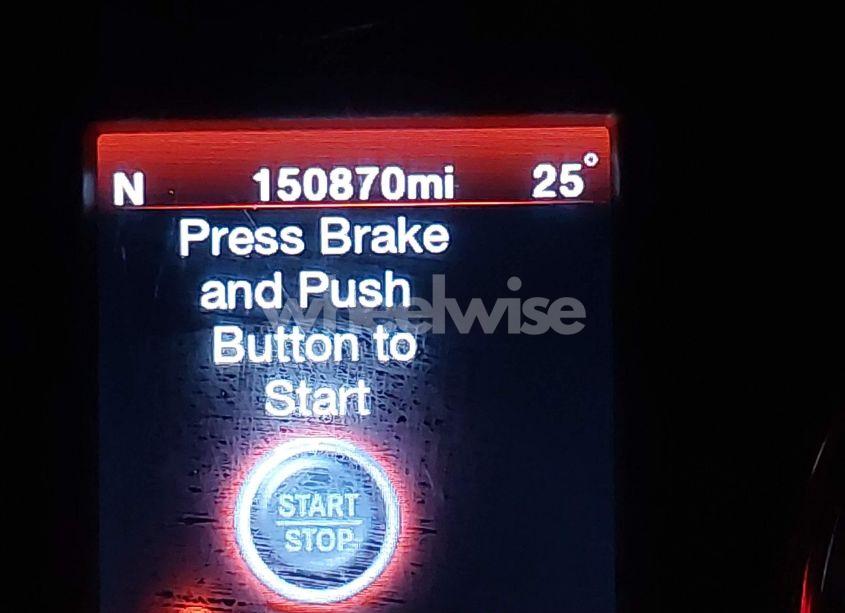 N 150870mi 25°
Press Brake
and Push
wheelwise
Button to
Start
START
STOP